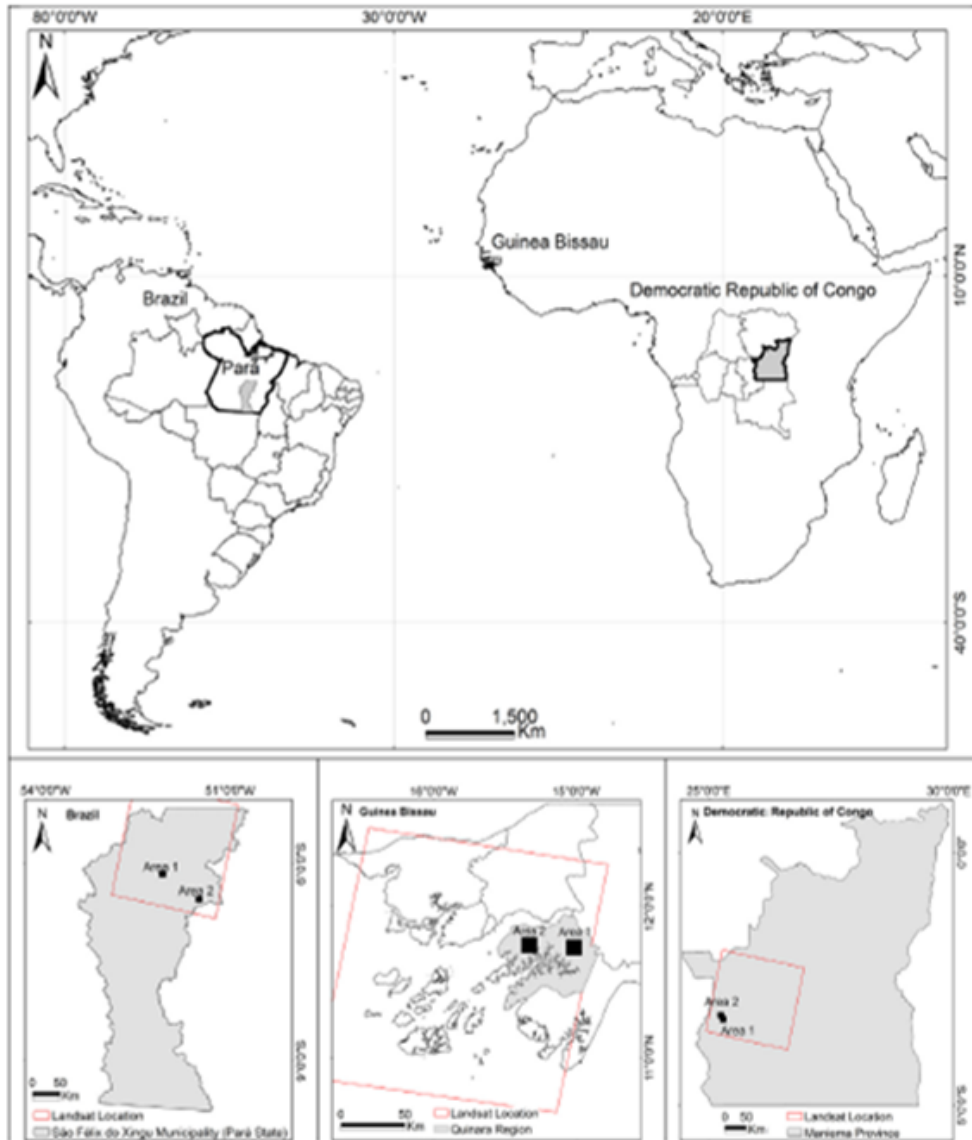 80°0'0"W 30°0'0"W 20°0'0"E
N
Guinea Bissau
10°0'0"N
Brazil
Democratic Republic of Congo
Pará
40°0'0"S
0 1,500
Km
54°0'0"W 51°0'0"W
N
Brazil
Area 1
Area 2
0 50
Km
Landsat Location
São Félix do Xingu Municipality (Pará State)
16°0'0"W 15°0'0"W
N
Guinea Bissau
12°0'0"N
Area 2 Area 1
11°0'0"N
0 50
Km
Landsat Location
Quinara Region
25°0'0"E 30°0'0"E
N
Democratic Republic of Congo
0°0'0"
Area 2
Area 1
5°0'0"S
0 50
Km
Landsat Location
Maniema Province